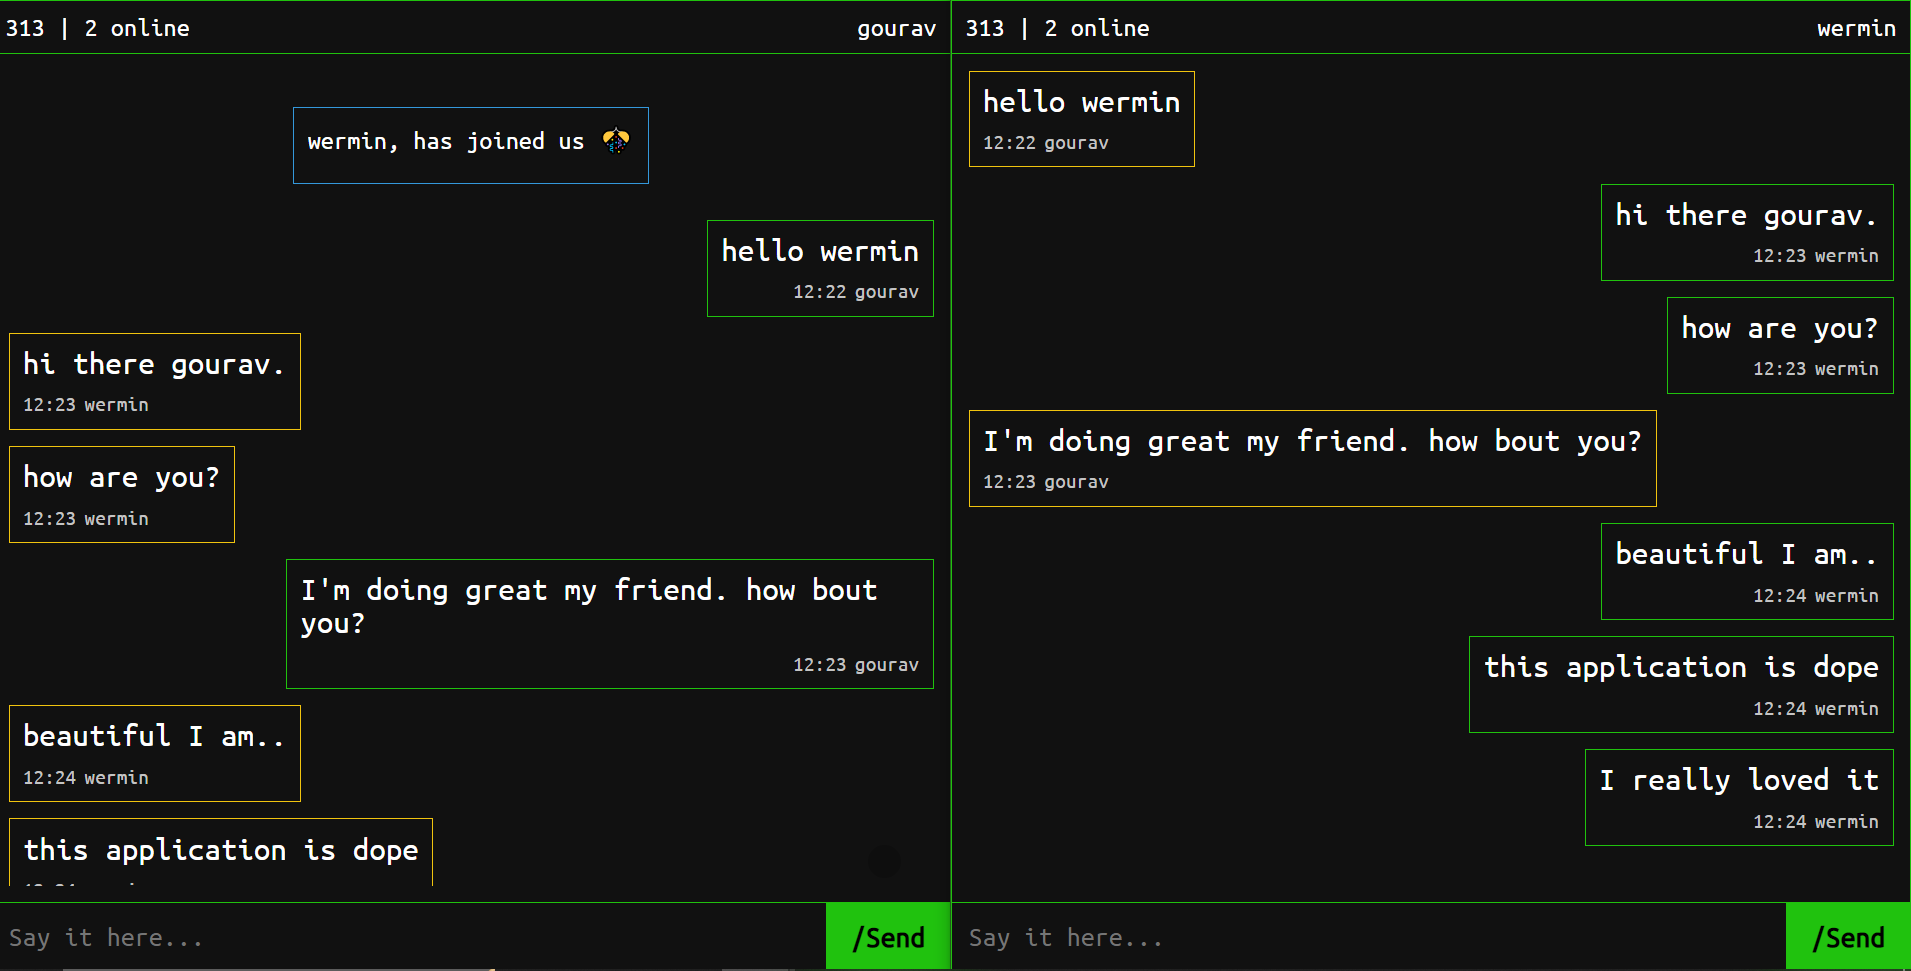 313 | 2 online
gourav
wermin, has joined us
hello wermin
12:22 gourav
hi there gourav.
12:23 wermin
how are you?
12:23 wermin
I'm doing great my friend. how bout
you?
12:23 gourav
beautiful I am..
12:24 wermin
this application is dope
Say it here...
/Send
313 | 2 online
wermin
hello wermin
12:22 gourav
hi there gourav.
12:23 wermin
how are you?
12:23 wermin
I'm doing great my friend. how bout you?
12:23 gourav
beautiful I am..
12:24 wermin
this application is dope
12:24 wermin
I really loved it
12:24 wermin
Say it here...
/Send